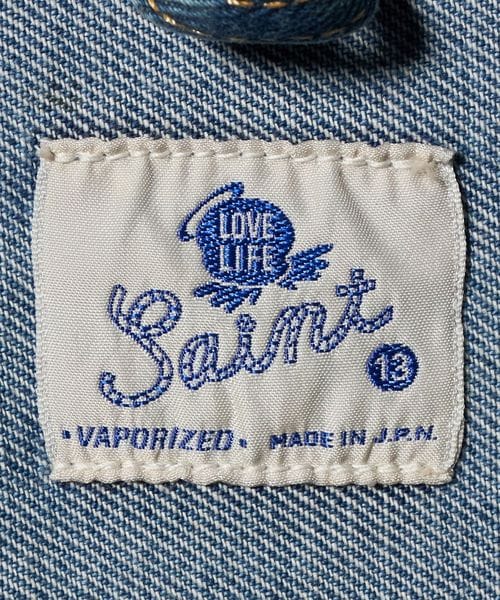 LOVE
LIFE
Saint
13
• VAPORIZED • MADE IN J.P.N.